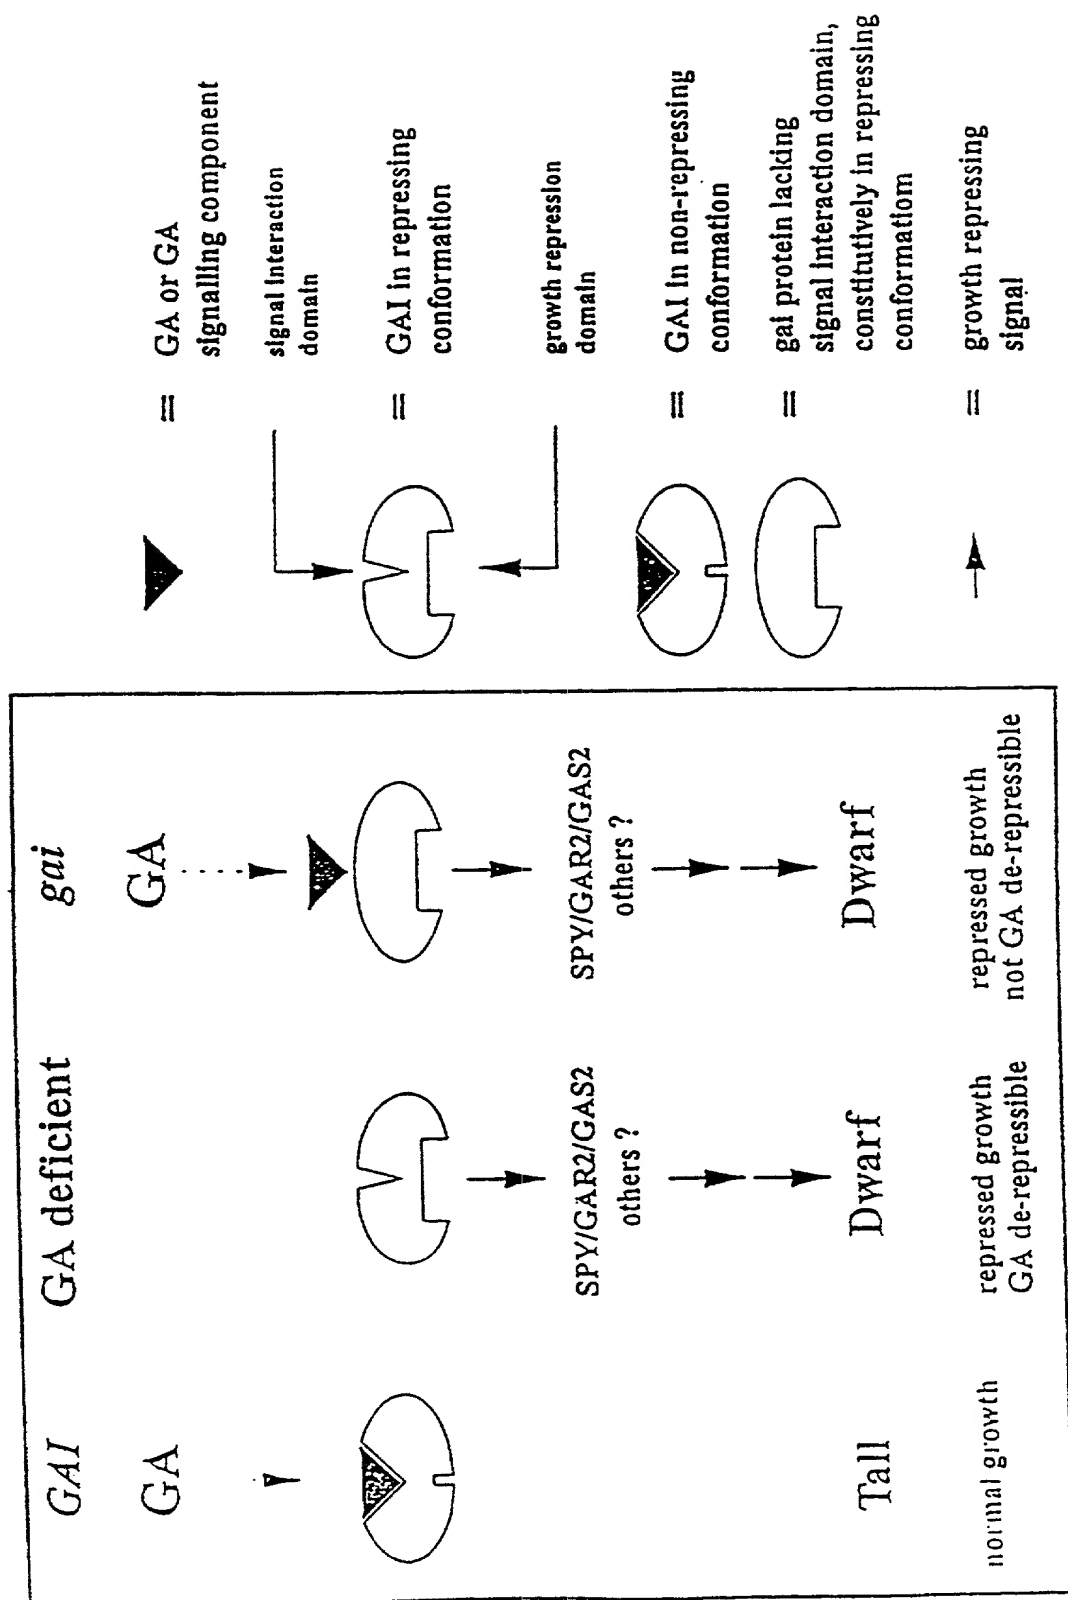 GAI
GA deficient
gai
GA
GA
SPY/GAR2/GAS2
others ?
SPY/GAR2/GAS2
others ?
Tall
Dwarf
Dwarf
normal growth
repressed growth
GA de-repressible
repressed growth
not GA de-repressible
= GA or GA
signalling component
signal interaction
domain
= GAI in repressing
conformation
growth repression
domain
= GAI in non-repressing
conformation
= gai protein lacking
signal interaction domain,
constitutively in repressing
conformatiom
= growth repressing
signal